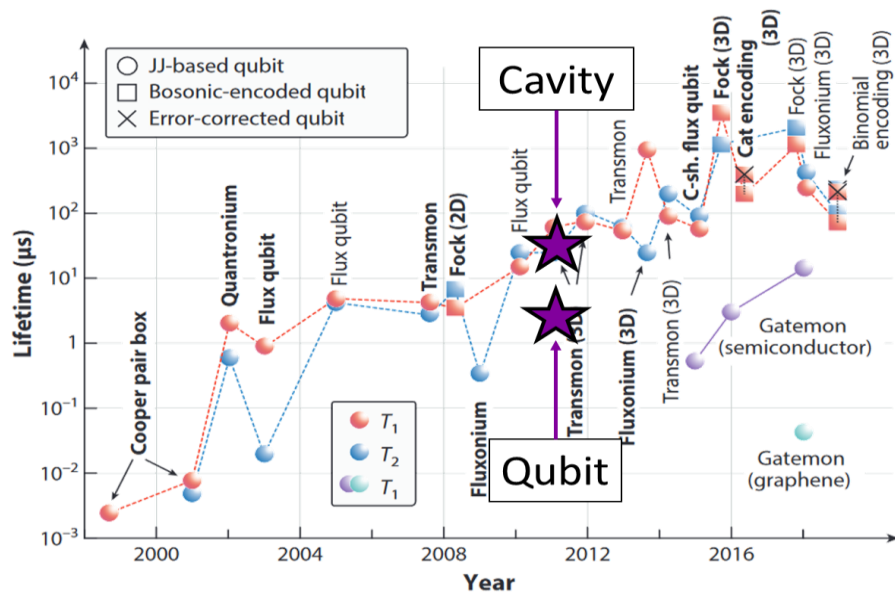 JJ-based qubit
Bosonic-encoded qubit
Error-corrected qubit
Cavity
Qubit
Lifetime (μs)
10⁴
10³
10²
10¹
1
10⁻¹
10⁻²
10⁻³
2000
2004
2008
2012
2016
Year
Cooper pair box
Quantronium
Flux qubit
Flux qubit
Transmon
Fock (2D)
Fluxonium
Flux qubit
Transmon (3D)
Transmon
Fluxonium (3D)
Transmon (3D)
C-sh. flux qubit
Fock (3D)
Cat encoding
(3D)
Fock (3D)
Fluxonium (3D)
Binomial
encoding (3D)
Gatemon
(semiconductor)
Gatemon
(graphene)
T₁
T₂
T₁